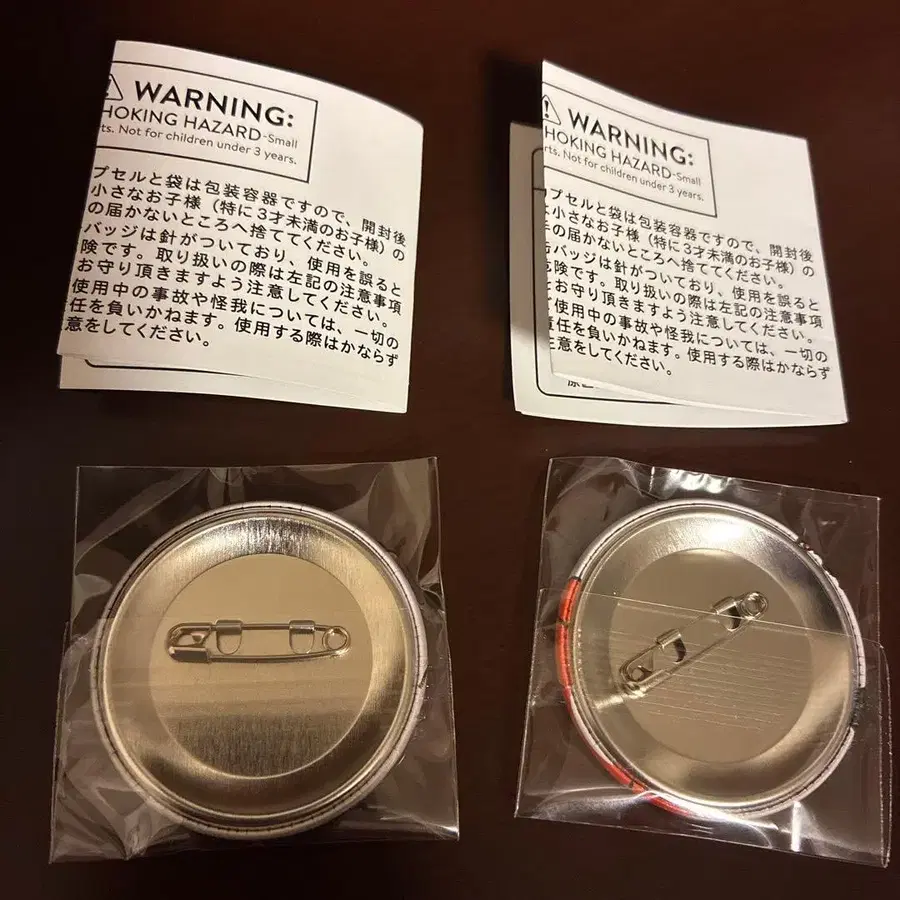 WARNING:
HOKING HAZARD-Small
rts. Not for children under 3 years.
プセルと袋は包装容器ですので、開封後
小さなお子様（特に３才未満のお子様）の
の届かないところへ捨ててください。
バッジは針がついており、使用を誤ると
険です。取り扱いの際は左記の注意事項
お守り頂きますよう注意してください。
使用中の事故や怪我については、一切の
任を負いかねます。使用する際はかならず
意をしてください。
WARNING:
HOKING HAZARD-Small
rts. Not for children under 3 years.
プセルと袋は包装容器ですので、開封後
小さなお子様（特に３才未満のお子様）の
の届かないところへ捨ててください。
バッジは針がついており、使用を誤ると
危険です。取り扱いの際は左記の注意事項
お守り頂きますよう注意してください。
使用中の事故や怪我については、一切の
責任を負いかねます。使用する際はかならず
注意をしてください。